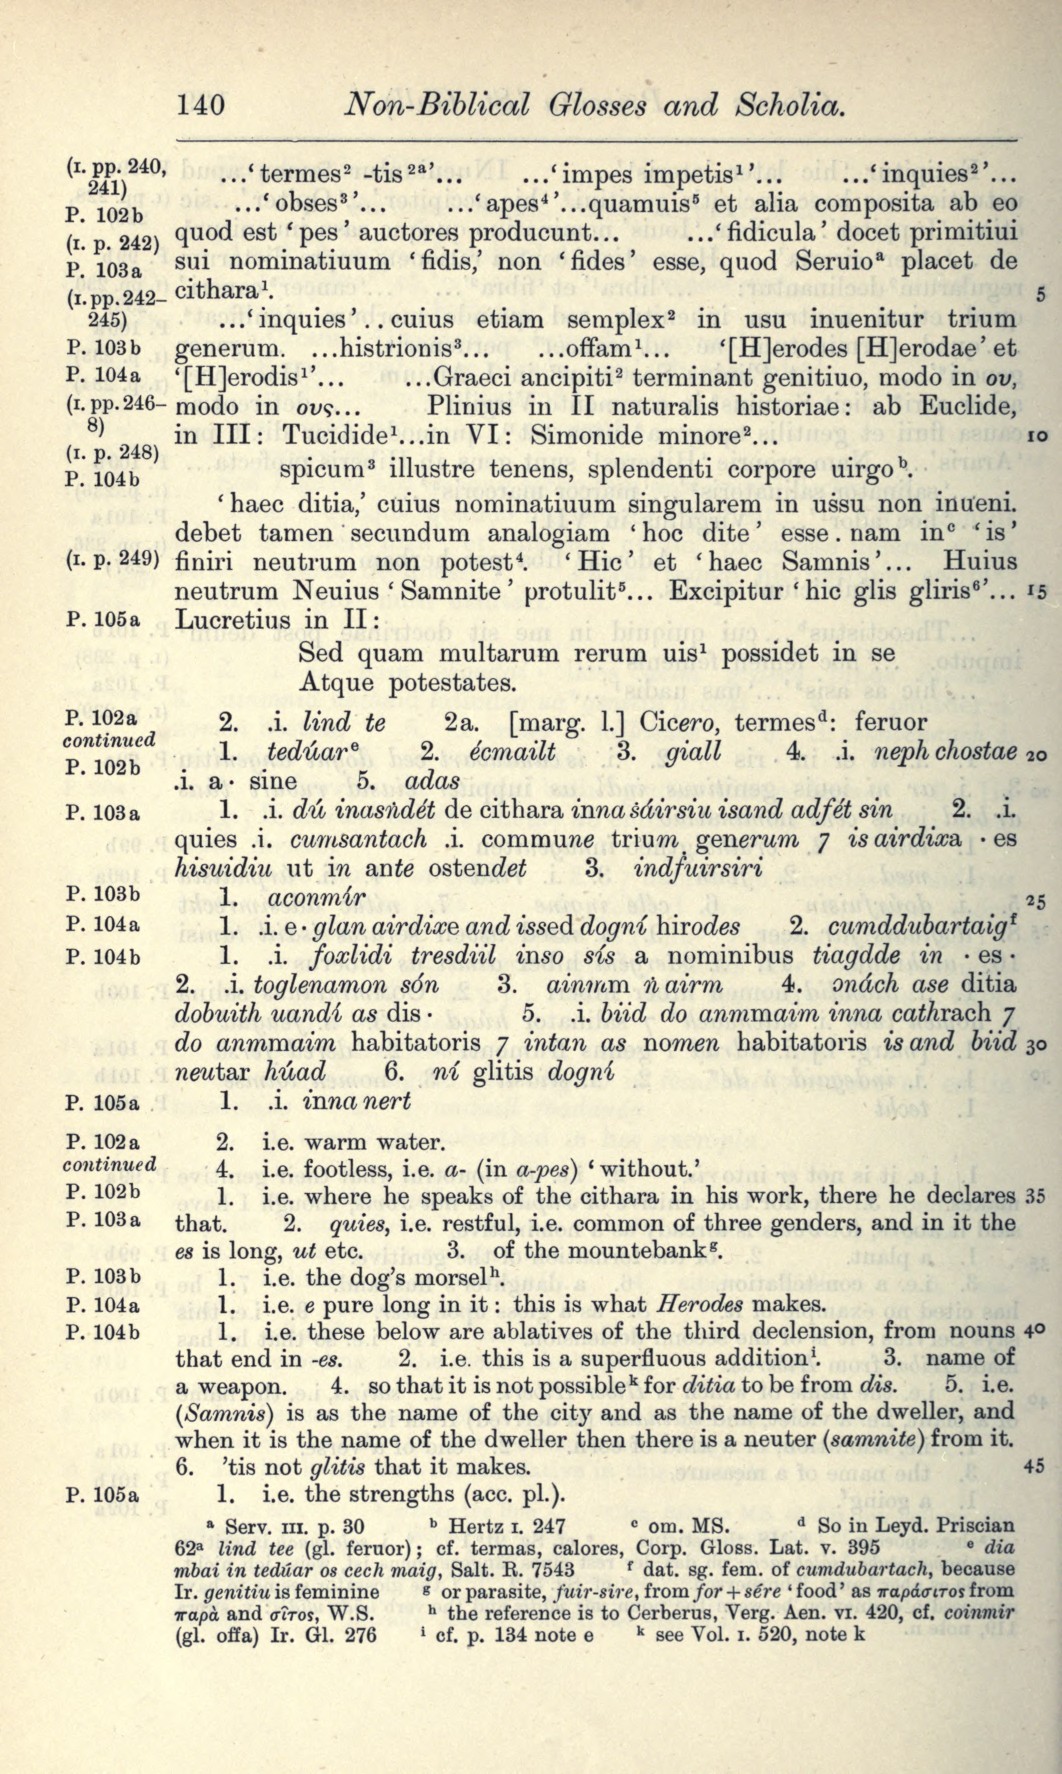 140 Non-Biblical Glosses and Scholia.
(I. pp. 240, ...‘termes² -tis²ᵃ’... ...‘impes impetis¹’... ...‘inquies²’...
241)
P. 102b ...‘obses³’... ...‘apes⁴’...quamuis⁵ et alia composita ab eo
(I. p. 242) quod est ‘pes’ auctores producunt... ...‘fidicula’ docet primitiui
P. 103a sui nominatiuum ‘fidis,’ non ‘fides’ esse, quod Seruioᵃ placet de
(I. pp. 242– cithara¹. 5
245) ...‘inquies’ .. cuius etiam semplex² in usu inuenitur trium
P. 103b generum. ...histrionis³... ...offam¹... ‘[H]erodes [H]erodae’ et
P. 104a ‘[H]erodis¹’... ...Graeci ancipiti² terminant genitiuo, modo in ου,
(I. pp. 246– modo in ους... Plinius in II naturalis historiae: ab Euclide,
8) in III: Tucidide¹...in VI: Simonide minore²... 10
(I. p. 248)
P. 104b spicum³ illustre tenens, splendenti corpore uirgoᵇ.
‘haec ditia,’ cuius nominatiuum singularem in ussu non inueni.
debet tamen secundum analogiam ‘hoc dite’ esse. nam inᶜ ‘is’
(I. p. 249) finiri neutrum non potest⁴. ‘Hic’ et ‘haec Samnis’... Huius
neutrum Neuius ‘Samnite’ protulit⁵... Excipitur ‘hic glis gliris⁶’... 15
P. 105a Lucretius in II:
Sed quam multarum rerum uis¹ possidet in se
Atque potestates.
P. 102a 2. .i. lind te 2a. [marg. l.] Cicero, termesᵈ: feruor
continued 1. tedúarᵉ 2. écmailt 3. giall 4. .i. neph chostae 20
P. 102b .i. a · sine 5. adas
P. 103a 1. .i. dú inasṅdét de cithara inna ṡáirsiu isand adfét sin 2. .i.
quies .i. cumsantach .i. commune trium generum ⁊ is airdixa · es
hisuidiu ut in ante ostendet 3. indḟuirsiri
P. 103b 1. aconmír 25
P. 104a 1. .i. e · glan airdixe and issed dogní hirodes 2. cumddubartaigᶠ
P. 104b 1. .i. foxlidi tresdiil inso sís a nominibus tiagdde in · es ·
2. .i. toglenamon són 3. ainmm ṅ airm 4. ɔnách ase ditia
dobuith uandí as dis · 5. .i. biid do anmmaim inna cathrach ⁊
do anmmaim habitatoris ⁊ intan as nomen habitatoris is and biid 30
neutar húad 6. ní glitis dogní
P. 105a 1. .i. inna nert
P. 102a 2. i.e. warm water.
continued 4. i.e. footless, i.e. a- (in a-pes) ‘without.’
P. 102b 1. i.e. where he speaks of the cithara in his work, there he declares 35
P. 103a that. 2. quies, i.e. restful, i.e. common of three genders, and in it the
es is long, ut etc. 3. of the mountebankᵍ.
P. 103b 1. i.e. the dog's morselʰ.
P. 104a 1. i.e. e pure long in it: this is what Herodes makes.
P. 104b 1. i.e. these below are ablatives of the third declension, from nouns 40
that end in -es. 2. i.e. this is a superfluous additionⁱ. 3. name of
a weapon. 4. so that it is not possibleᵏ for ditia to be from dis. 5. i.e.
(Samnis) is as the name of the city and as the name of the dweller, and
when it is the name of the dweller then there is a neuter (samnite) from it.
6. 'tis not glitis that it makes. 45
P. 105a 1. i.e. the strengths (acc. pl.).
ᵃ Serv. III. p. 30 ᵇ Hertz I. 247 ᶜ om. MS. ᵈ So in Leyd. Priscian
62ᵃ lind tee (gl. feruor); cf. termas, calores, Corp. Gloss. Lat. v. 395 ᵉ dia
mbai in tedúar os cech maig, Salt. R. 7543 ᶠ dat. sg. fem. of cumdubartach, because
Ir. genitiu is feminine ᵍ or parasite, fuir-sire, from for + sére ‘food’ as παράσιτος from
παρὰ and σῖτος, W.S. ʰ the reference is to Cerberus, Verg. Aen. VI. 420, cf. coinmir
(gl. offa) Ir. Gl. 276 ⁱ cf. p. 134 note e ᵏ see Vol. I. 520, note k